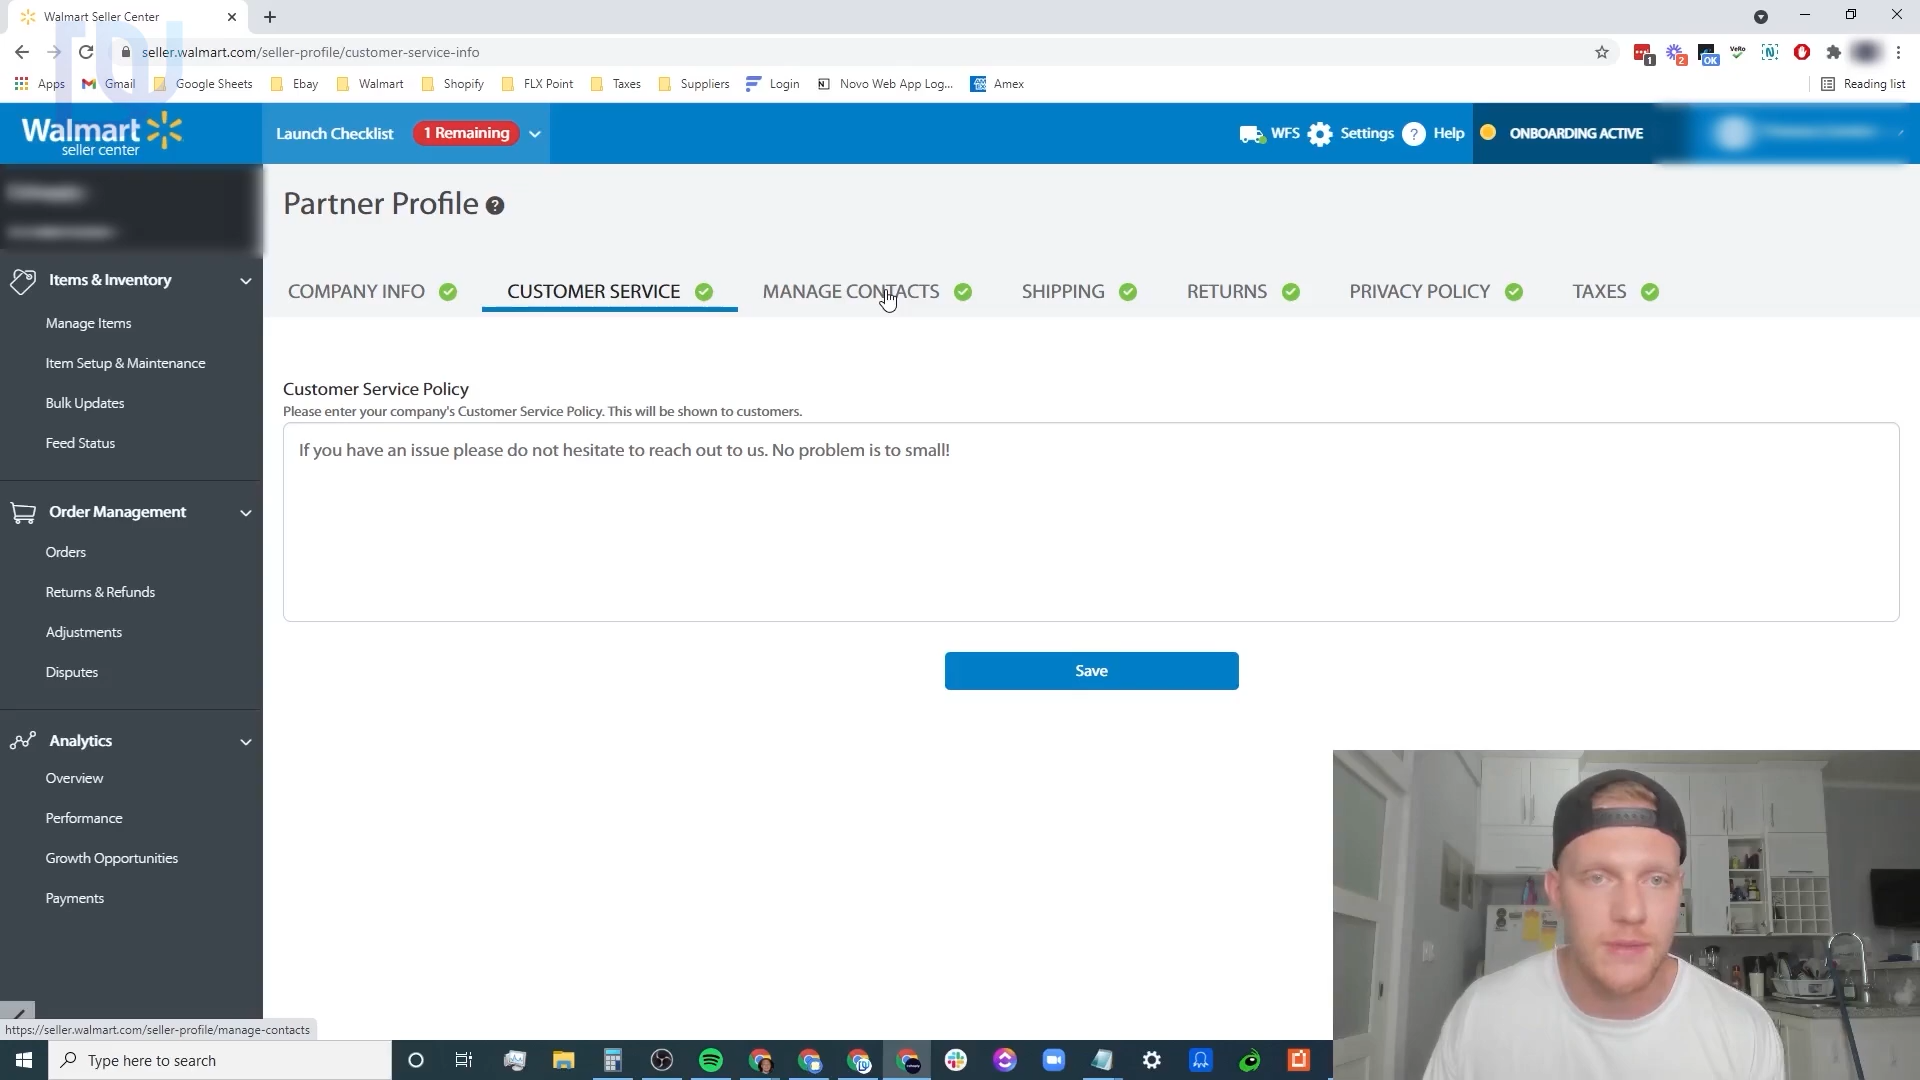 Walmart Seller Center
seller.walmart.com/seller-profile/customer-service-info
1
2
OK
VeRo
N
Apps
Gmail
Google Sheets
Ebay
Walmart
Shopify
FLX Point
Taxes
Suppliers
Login
Novo Web App Log...
Amex
Reading list
Walmart
seller center
Launch Checklist
1 Remaining
WFS
Settings
Help
ONBOARDING ACTIVE
Partner Profile
COMPANY INFO
CUSTOMER SERVICE
MANAGE CONTACTS
SHIPPING
RETURNS
PRIVACY POLICY
TAXES
Items & Inventory
Manage Items
Item Setup & Maintenance
Bulk Updates
Feed Status
Order Management
Orders
Returns & Refunds
Adjustments
Disputes
Analytics
Overview
Performance
Growth Opportunities
Payments
Customer Service Policy
Please enter your company's Customer Service Policy. This will be shown to customers.
If you have an issue please do not hesitate to reach out to us. No problem is to small!
Save
https://seller.walmart.com/seller-profile/manage-contacts
Type here to search